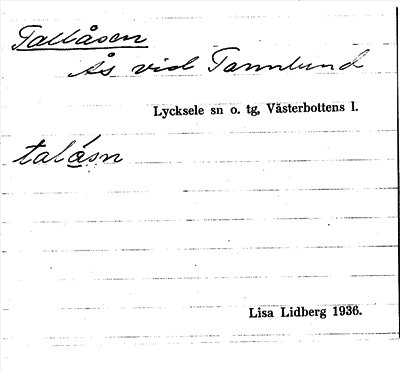 Tallåsen
Ås vid Tannlund
Lycksele sn o. tg, Västerbottens l.
talåsn
Lisa Lidberg 1936.